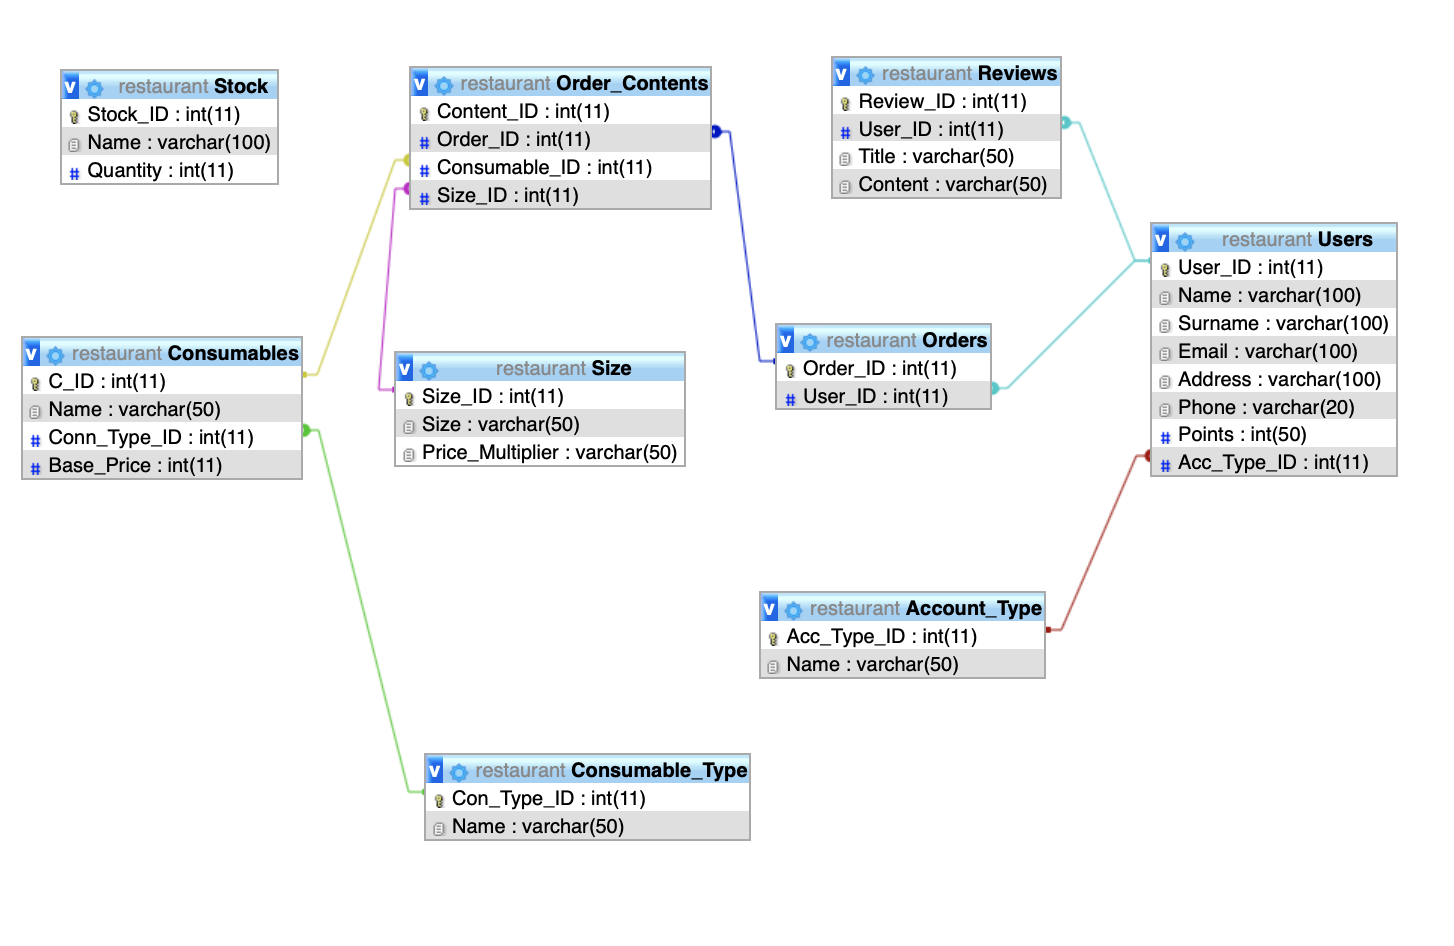 v restaurant Stock
Stock_ID : int(11)
Name : varchar(100)
# Quantity : int(11)
v restaurant Order_Contents
Content_ID : int(11)
# Order_ID : int(11)
# Consumable_ID : int(11)
# Size_ID : int(11)
v restaurant Reviews
Review_ID : int(11)
# User_ID : int(11)
Title : varchar(50)
Content : varchar(50)
v restaurant Users
User_ID : int(11)
Name : varchar(100)
Surname : varchar(100)
Email : varchar(100)
Address : varchar(100)
Phone : varchar(20)
# Points : int(50)
# Acc_Type_ID : int(11)
v restaurant Consumables
C_ID : int(11)
Name : varchar(50)
# Conn_Type_ID : int(11)
# Base_Price : int(11)
v restaurant Size
Size_ID : int(11)
Size : varchar(50)
Price_Multiplier : varchar(50)
v restaurant Orders
Order_ID : int(11)
# User_ID : int(11)
v restaurant Account_Type
Acc_Type_ID : int(11)
Name : varchar(50)
v restaurant Consumable_Type
Con_Type_ID : int(11)
Name : varchar(50)